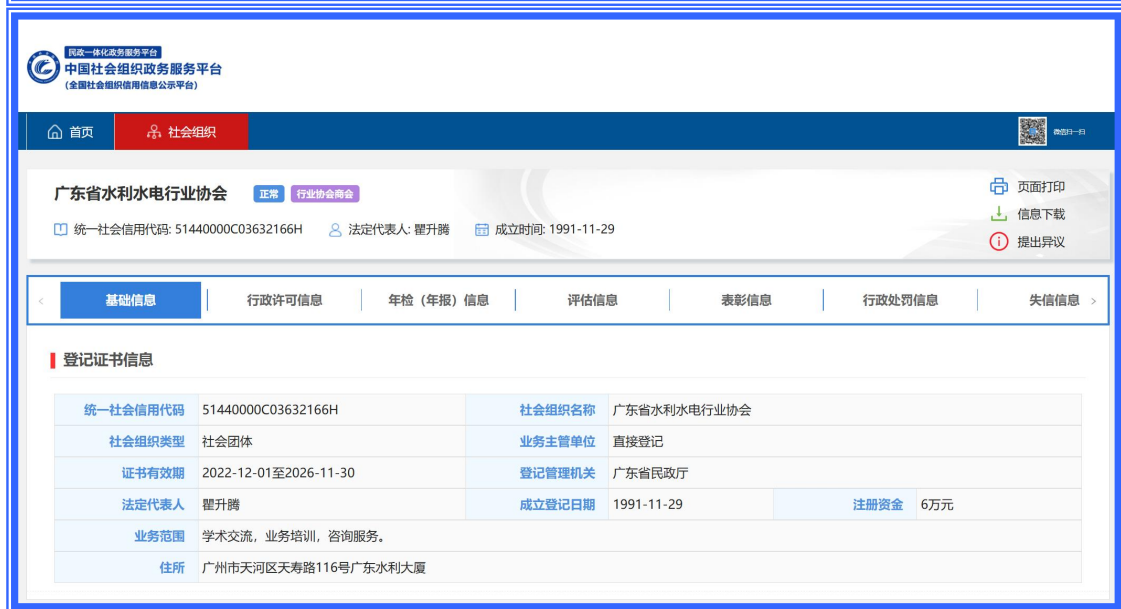 民政一体化政务服务平台
中国社会组织政务服务平台
(全国社会组织信用信息公示平台)
首页 社会组织 微信扫一扫
广东省水利水电行业协会 正常 行业协会商会 页面打印
统一社会信用代码: 51440000C03632166H 法定代表人: 瞿升腾 成立时间: 1991-11-29 信息下载
提出异议
< 基础信息 行政许可信息 年检（年报）信息 评估信息 表彰信息 行政处罚信息 失信信息 >
登记证书信息
统一社会信用代码 51440000C03632166H 社会组织名称 广东省水利水电行业协会
社会组织类型 社会团体 业务主管单位 直接登记
证书有效期 2022-12-01至2026-11-30 登记管理机关 广东省民政厅
法定代表人 瞿升腾 成立登记日期 1991-11-29 注册资金 6万元
业务范围 学术交流，业务培训，咨询服务。
住所 广州市天河区天寿路116号广东水利大厦